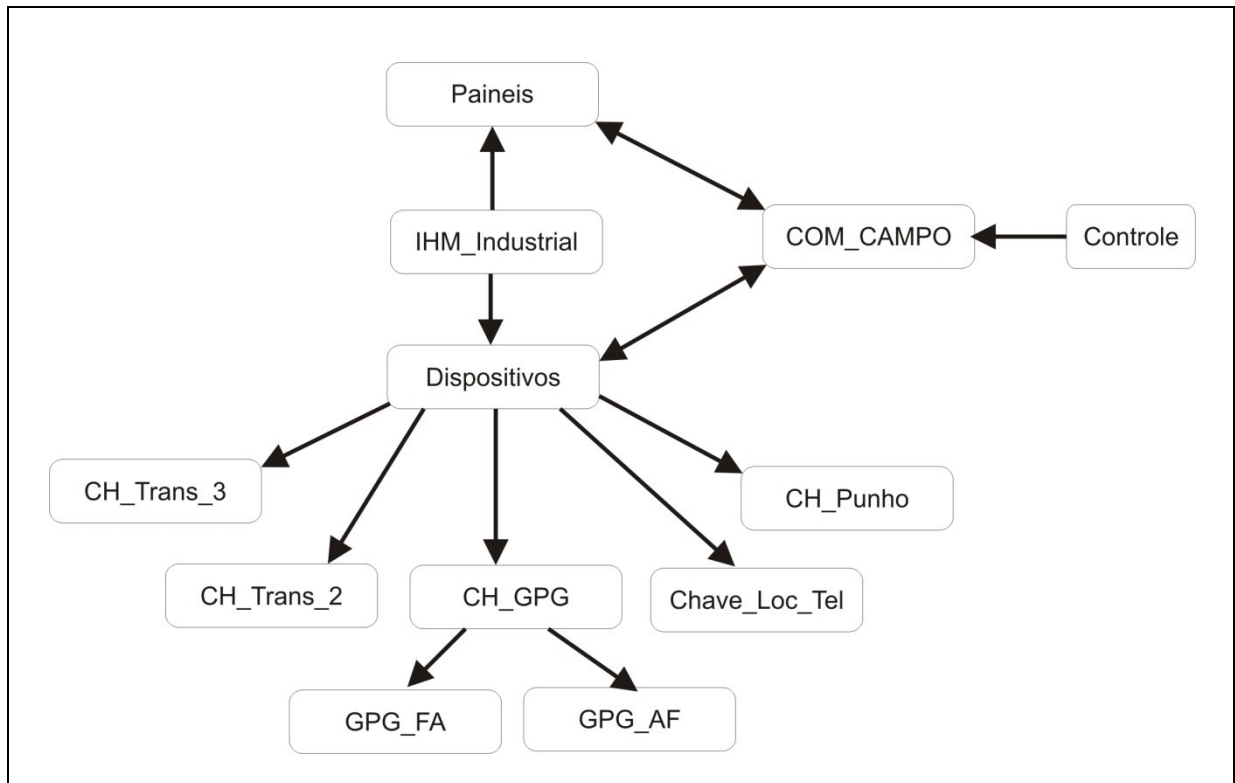 Paineis
IHM_Industrial
COM_CAMPO
Controle
Dispositivos
CH_Trans_3
CH_Punho
CH_Trans_2
CH_GPG
Chave_Loc_Tel
GPG_FA
GPG_AF